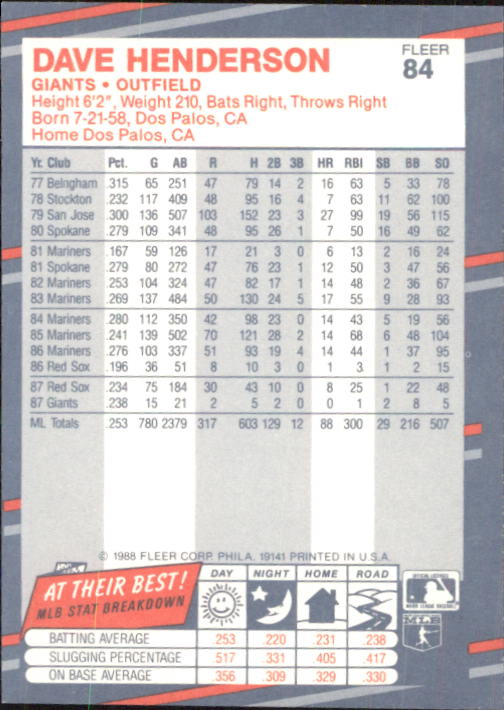 DAVE HENDERSON
FLEER
84
GIANTS • OUTFIELD
Height 6'2", Weight 210, Bats Right, Throws Right
Born 7-21-58, Dos Palos, CA
Home Dos Palos, CA
Yr. Club Pct. G AB R H 2B 3B HR RBI SB BB SO
77 Belngham .315 65 251 47 79 14 2 16 63 5 33 78
78 Stockton .232 117 409 48 95 16 4 7 63 11 62 100
79 San Jose .300 136 507 103 152 23 3 27 99 19 56 115
80 Spokane .279 109 341 48 95 26 1 7 50 16 49 62
81 Mariners .167 59 126 17 21 3 0 6 13 2 16 24
81 Spokane .279 80 272 47 76 23 1 12 50 3 47 56
82 Mariners .253 104 324 47 82 17 1 14 48 2 36 67
83 Mariners .269 137 484 50 130 24 5 17 55 9 28 93
84 Mariners .280 112 350 42 98 23 0 14 43 5 19 56
85 Mariners .241 139 502 70 121 28 2 14 68 6 48 104
86 Mariners .276 103 337 51 93 19 4 14 44 1 37 95
86 Red Sox .196 36 51 8 10 3 0 1 3 1 2 15
87 Red Sox .234 75 184 30 43 10 0 8 25 1 22 48
87 Giants .238 15 21 2 5 2 0 0 1 2 8 5
ML Totals .253 780 2379 317 603 129 12 88 300 29 216 507
© 1988 FLEER CORP. PHILA. 19141 PRINTED IN U.S.A.
AT THEIR BEST!
MLB STAT BREAKDOWN
DAY NIGHT HOME ROAD
BATTING AVERAGE .253 .220 .231 .238
SLUGGING PERCENTAGE .517 .331 .405 .417
ON BASE AVERAGE .356 .309 .329 .330
OFFICIAL LICENSEE
MAJOR LEAGUE BASEBALL
MLB